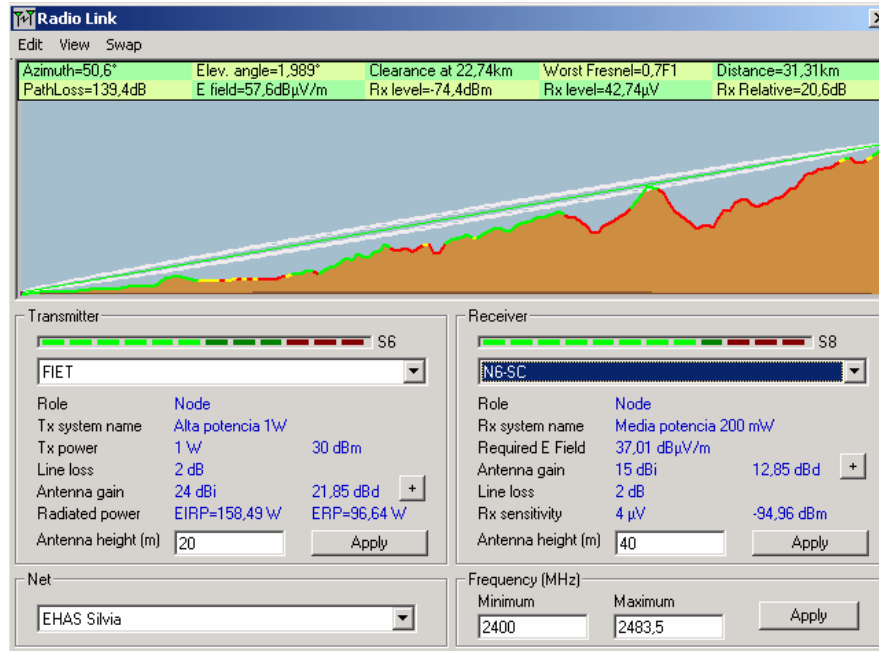 Radio Link
Edit View Swap
Azimuth=50,6° Elev. angle=1,989° Clearance at 22,74km Worst Fresnel=0,7F1 Distance=31,31km
PathLoss=139,4dB E field=57,6dBµV/m Rx level=-74,4dBm Rx level=42,74µV Rx Relative=20,6dB
Transmitter
S6
FIET
Role Node
Tx system name Alta potencia 1W
Tx power 1 W 30 dBm
Line loss 2 dB
Antenna gain 24 dBi 21,85 dBd +
Radiated power EIRP=158,49 W ERP=96,64 W
Antenna height (m) 20 Apply
Receiver
S8
N6-SC
Role Node
Rx system name Media potencia 200 mW
Required E Field 37,01 dBµV/m
Antenna gain 15 dBi 12,85 dBd +
Line loss 2 dB
Rx sensitivity 4 µV -94,96 dBm
Antenna height (m) 40 Apply
Net
EHAS Silvia
Frequency (MHz)
Minimum Maximum
2400 2483,5 Apply